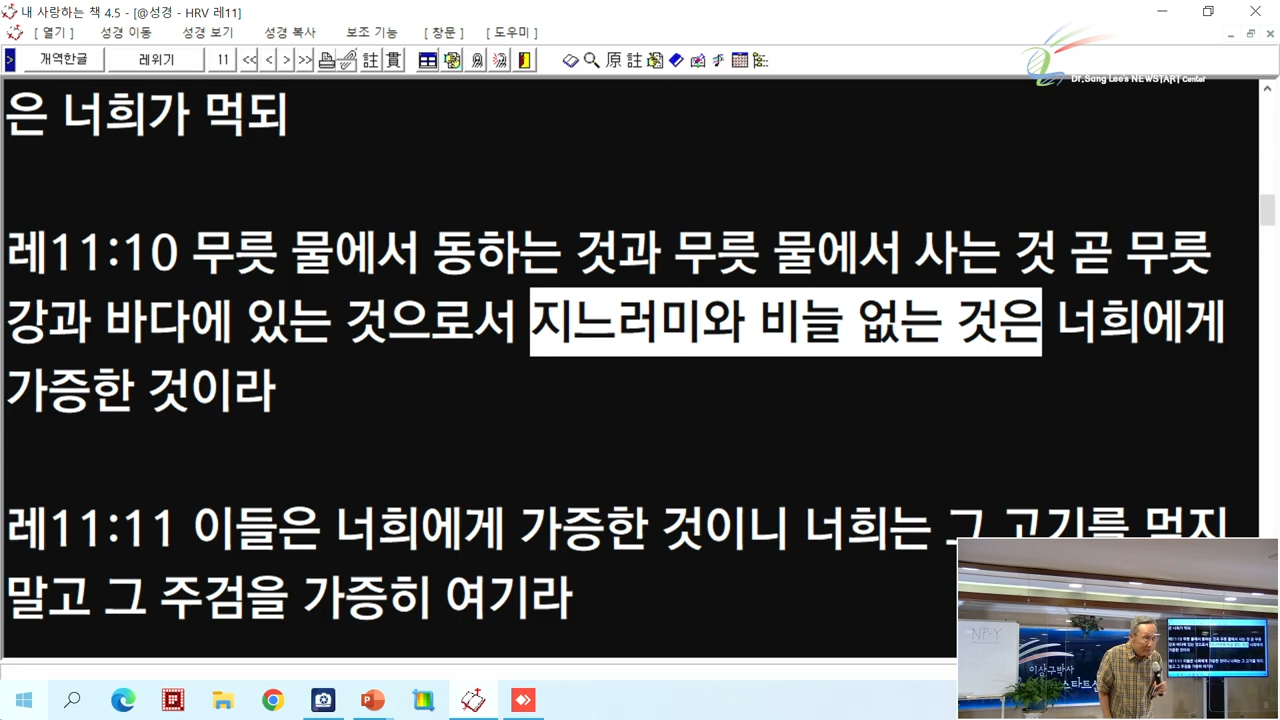 내 사랑하는 책 4.5 - [@성경 - HRV 레11]
[ 열기 ] 성경 이동 성경 보기 성경 복사 보조 기능 [ 창문 ] [ 도우미 ]
개역한글 레위기 11 << < > >> 註 貫 原 註
Dr.Sang Lee's NEWSTART Center
은 너희가 먹되
레11:10 무릇 물에서 동하는 것과 무릇 물에서 사는 것 곧 무릇
강과 바다에 있는 것으로서 지느러미와 비늘 없는 것은 너희에게
가증한 것이라
레11:11 이들은 너희에게 가증한 것이니 너희는 그 고기를 먹지
말고 그 주검을 가증히 여기라
NP-Y
이상구박사